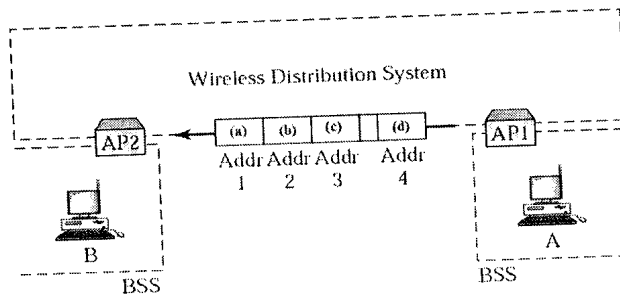 Wireless Distribution System
AP2 (a) (b) (c) (d) AP1
Addr Addr Addr Addr
1 2 3 4
B A
BSS BSS